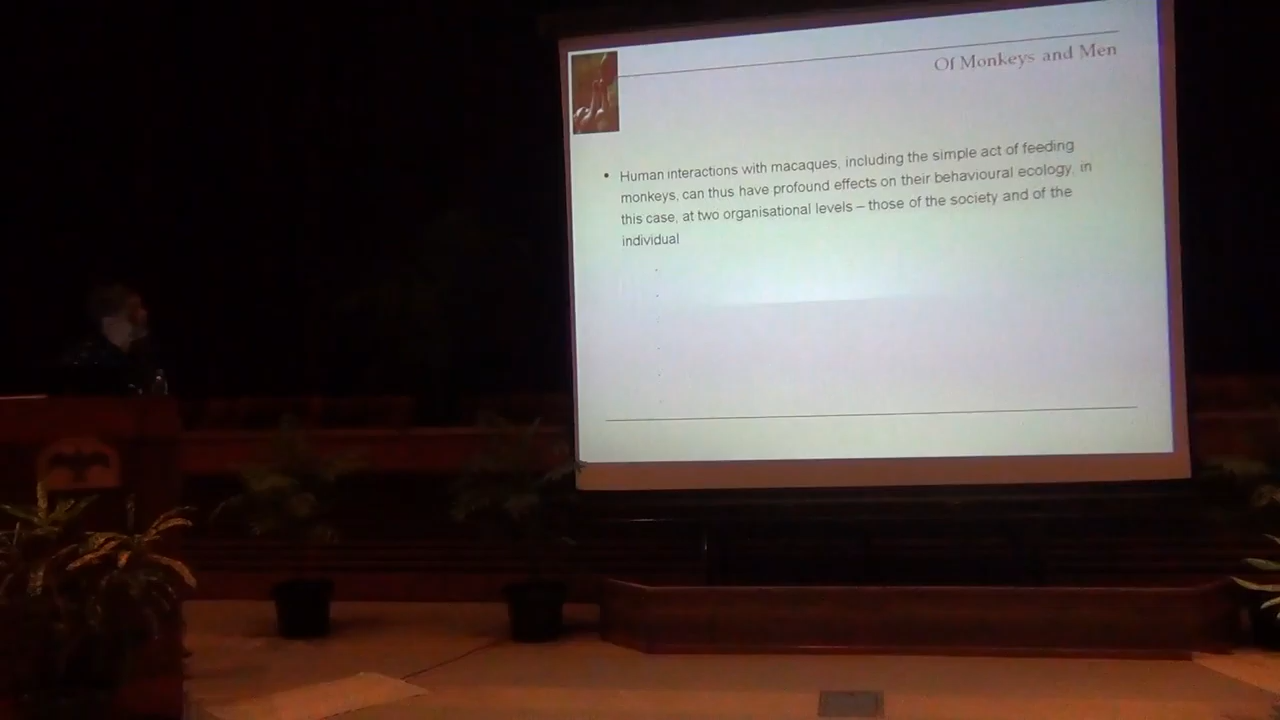 Of Monkeys and Men
• Human interactions with macaques, including the simple act of feeding
monkeys, can thus have profound effects on their behavioural ecology, in
this case, at two organisational levels – those of the society and of the
individual